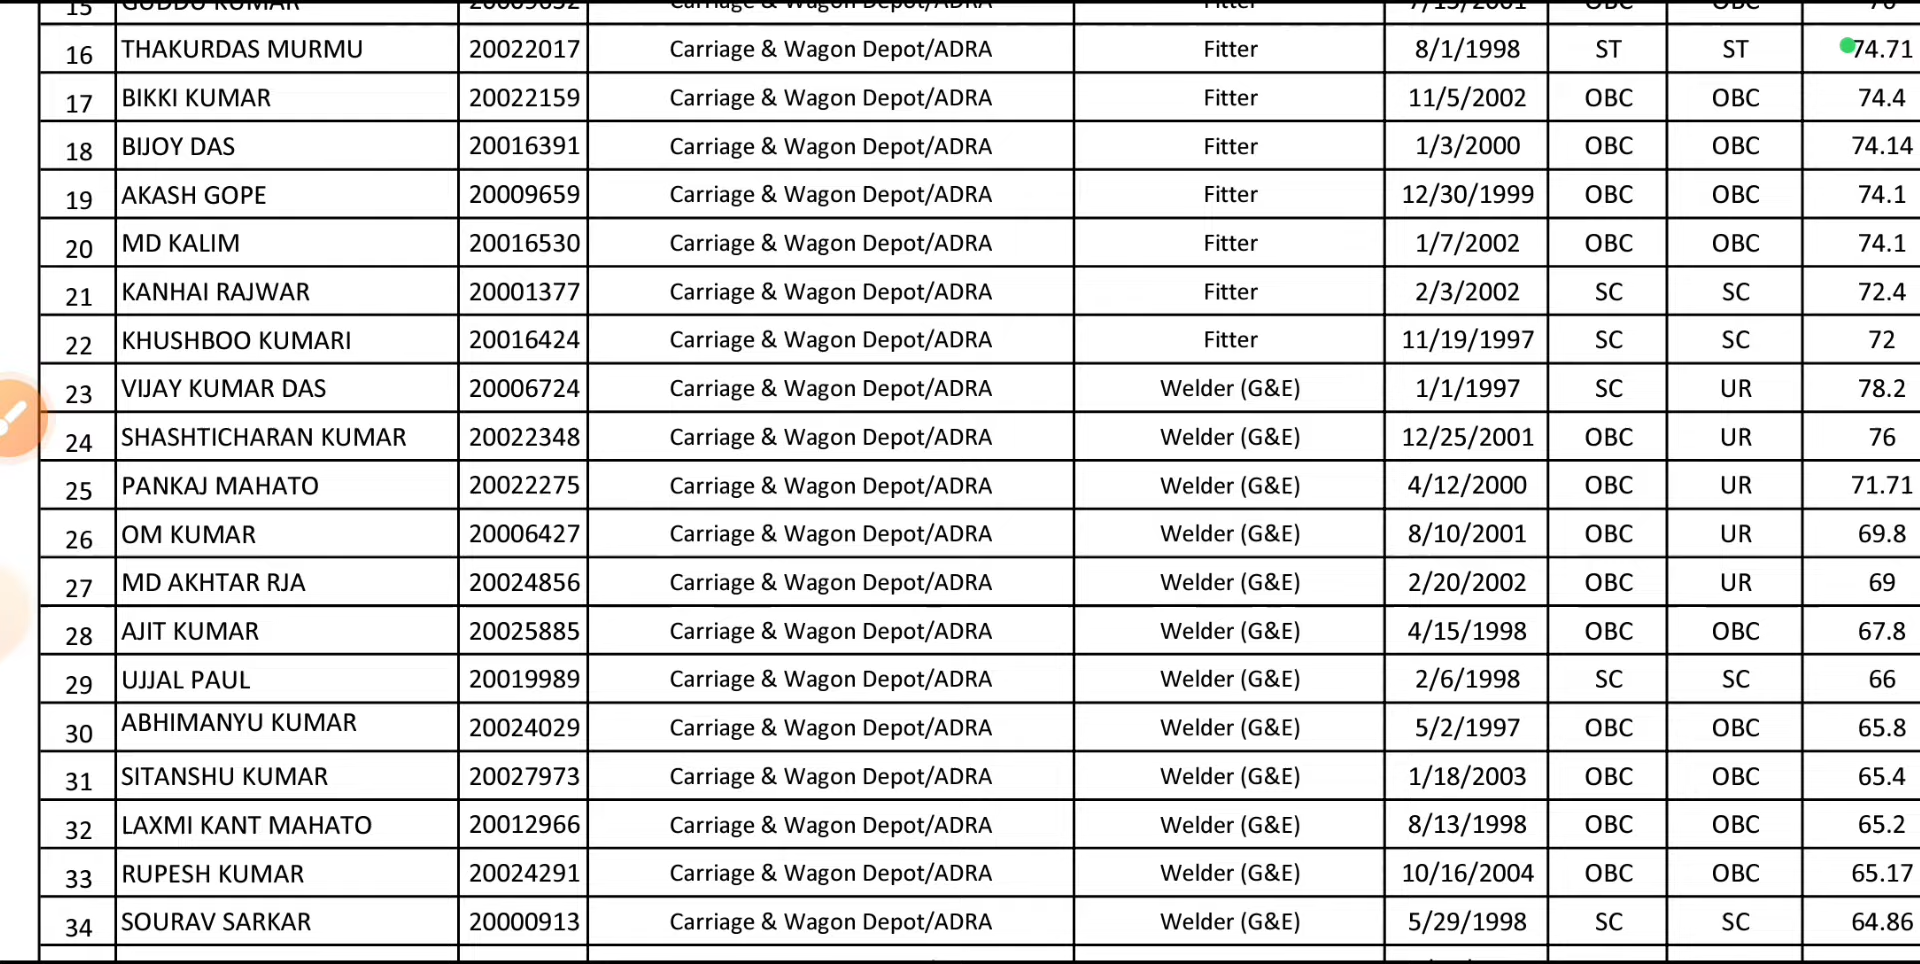 16 THAKURDAS MURMU 20022017 Carriage & Wagon Depot/ADRA Fitter 8/1/1998 ST ST 74.71
17 BIKKI KUMAR 20022159 Carriage & Wagon Depot/ADRA Fitter 11/5/2002 OBC OBC 74.4
18 BIJOY DAS 20016391 Carriage & Wagon Depot/ADRA Fitter 1/3/2000 OBC OBC 74.14
19 AKASH GOPE 20009659 Carriage & Wagon Depot/ADRA Fitter 12/30/1999 OBC OBC 74.1
20 MD KALIM 20016530 Carriage & Wagon Depot/ADRA Fitter 1/7/2002 OBC OBC 74.1
21 KANHAI RAJWAR 20001377 Carriage & Wagon Depot/ADRA Fitter 2/3/2002 SC SC 72.4
22 KHUSHBOO KUMARI 20016424 Carriage & Wagon Depot/ADRA Fitter 11/19/1997 SC SC 72
23 VIJAY KUMAR DAS 20006724 Carriage & Wagon Depot/ADRA Welder (G&E) 1/1/1997 SC UR 78.2
24 SHASHTICHARAN KUMAR 20022348 Carriage & Wagon Depot/ADRA Welder (G&E) 12/25/2001 OBC UR 76
25 PANKAJ MAHATO 20022275 Carriage & Wagon Depot/ADRA Welder (G&E) 4/12/2000 OBC UR 71.71
26 OM KUMAR 20006427 Carriage & Wagon Depot/ADRA Welder (G&E) 8/10/2001 OBC UR 69.8
27 MD AKHTAR RJA 20024856 Carriage & Wagon Depot/ADRA Welder (G&E) 2/20/2002 OBC UR 69
28 AJIT KUMAR 20025885 Carriage & Wagon Depot/ADRA Welder (G&E) 4/15/1998 OBC OBC 67.8
29 UJJAL PAUL 20019989 Carriage & Wagon Depot/ADRA Welder (G&E) 2/6/1998 SC SC 66
30 ABHIMANYU KUMAR 20024029 Carriage & Wagon Depot/ADRA Welder (G&E) 5/2/1997 OBC OBC 65.8
31 SITANSHU KUMAR 20027973 Carriage & Wagon Depot/ADRA Welder (G&E) 1/18/2003 OBC OBC 65.4
32 LAXMI KANT MAHATO 20012966 Carriage & Wagon Depot/ADRA Welder (G&E) 8/13/1998 OBC OBC 65.2
33 RUPESH KUMAR 20024291 Carriage & Wagon Depot/ADRA Welder (G&E) 10/16/2004 OBC OBC 65.17
34 SOURAV SARKAR 20000913 Carriage & Wagon Depot/ADRA Welder (G&E) 5/29/1998 SC SC 64.86